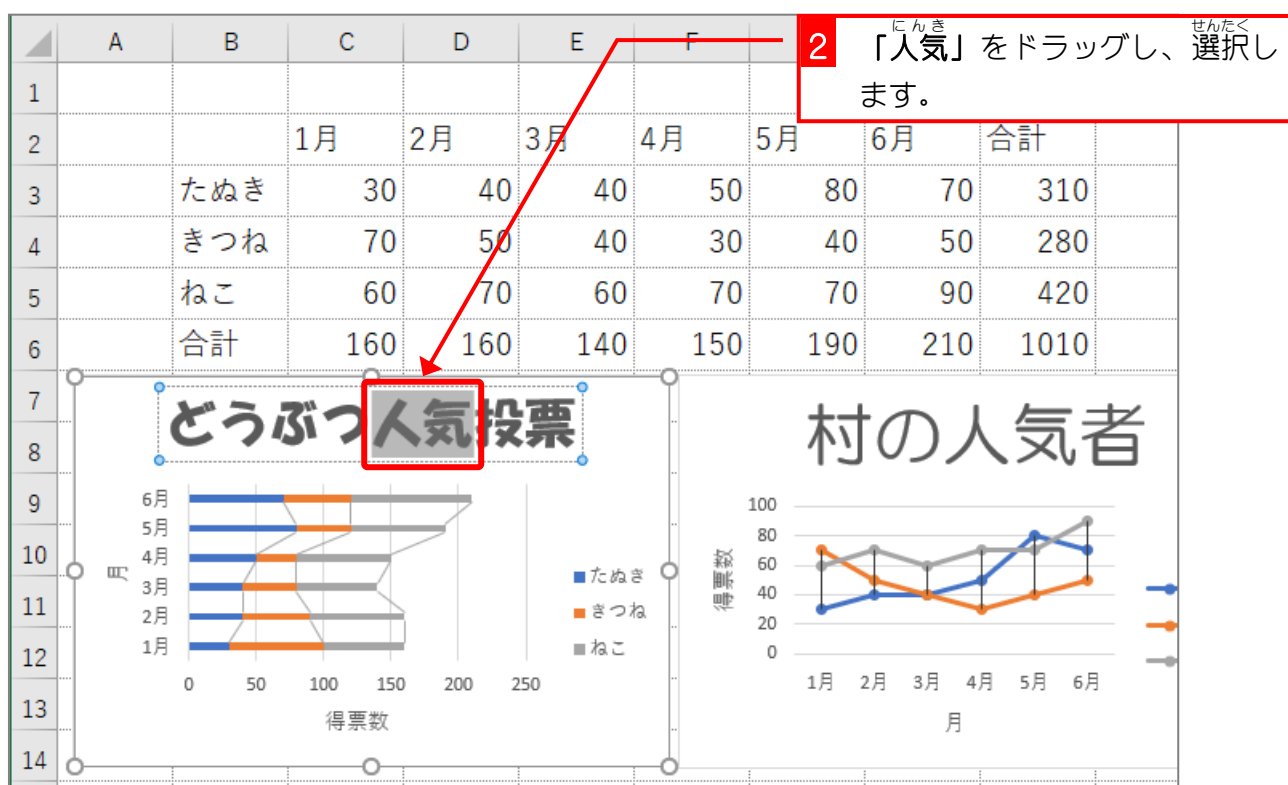 A B C D E F
2 「人気」をドラッグし、選択し
にんき せんたく
ます。
1
2 1月 2月 3月 4月 5月 6月 合計
3 たぬき 30 40 40 50 80 70 310
4 きつね 70 50 40 30 40 50 280
5 ねこ 60 70 60 70 70 90 420
6 合計 160 160 140 150 190 210 1010
7
8
9
10
11
12
13
14
どうぶつ人気投票
6月
5月
4月
3月
2月
1月
月
0 50 100 150 200 250
得票数
たぬき
きつね
ねこ
村の人気者
100
80
60
40
20
0
得票数
1月 2月 3月 4月 5月 6月
月